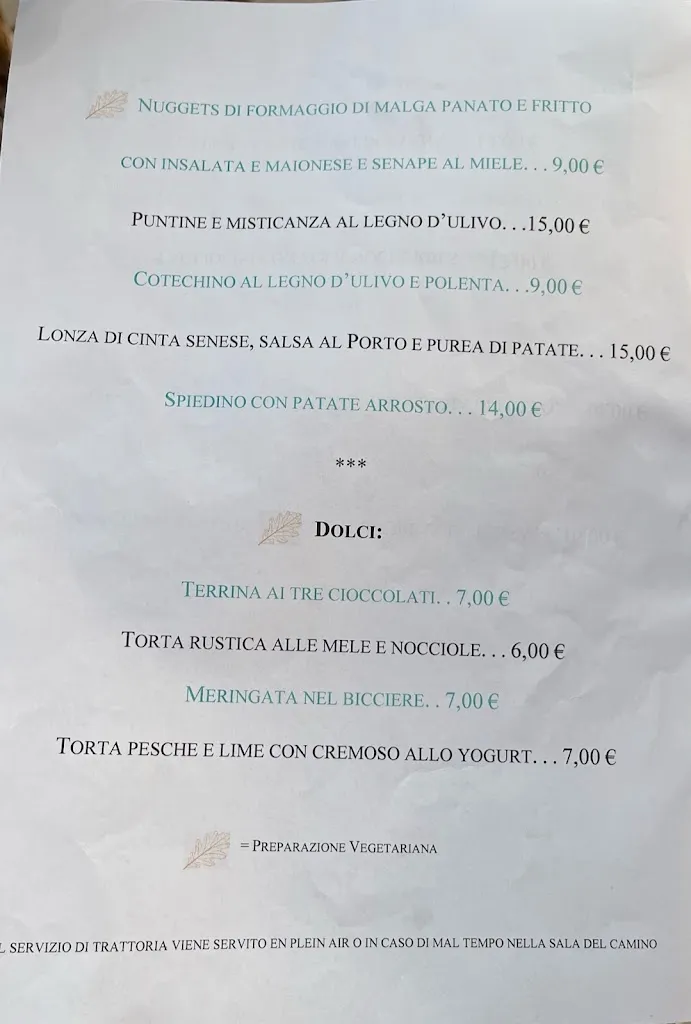 NUGGETS DI FORMAGGIO DI MALGA PANATO E FRITTO
CON INSALATA E MAIONESE E SENAPE AL MIELE. . . 9,00 €
PUNTINE E MISTICANZA AL LEGNO D'ULIVO. . .15,00 €
COTECHINO AL LEGNO D'ULIVO E POLENTA. . .9,00 €
LONZA DI CINTA SENESE, SALSA AL PORTO E PUREA DI PATATE. . . 15,00 €
SPIEDINO CON PATATE ARROSTO. . . 14,00 €
***
DOLCI:
TERRINA AI TRE CIOCCOLATI. . 7,00 €
TORTA RUSTICA ALLE MELE E NOCCIOLE. . . 6,00 €
MERINGATA NEL BICCIERE. . 7,00 €
TORTA PESCHE E LIME CON CREMOSO ALLO YOGURT. . . 7,00 €
= PREPARAZIONE VEGETARIANA
L SERVIZIO DI TRATTORIA VIENE SERVITO EN PLEIN AIR O IN CASO DI MAL TEMPO NELLA SALA DEL CAMINO